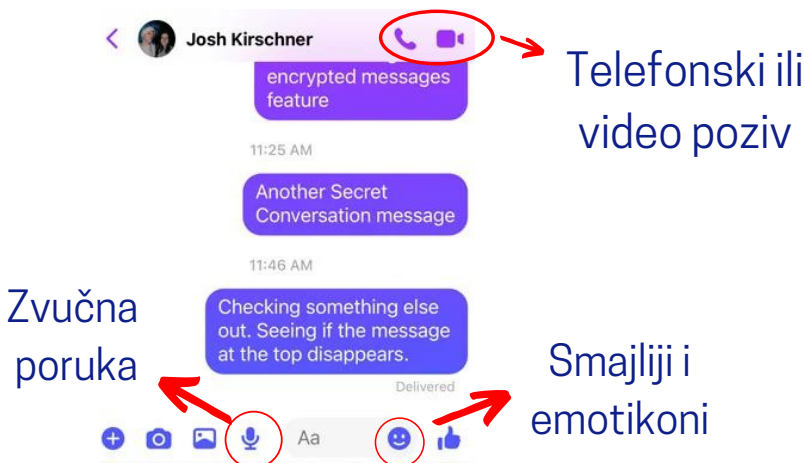 Josh Kirschner
Telefonski ili
video poziv
encrypted messages
feature
11:25 AM
Another Secret
Conversation message
11:46 AM
Zvučna
poruka
Checking something else
out. Seeing if the message
at the top disappears.
Delivered
Smajliji i
emotikoni
Aa